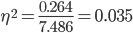 η² = 0.264 / 7.486 = 0.035